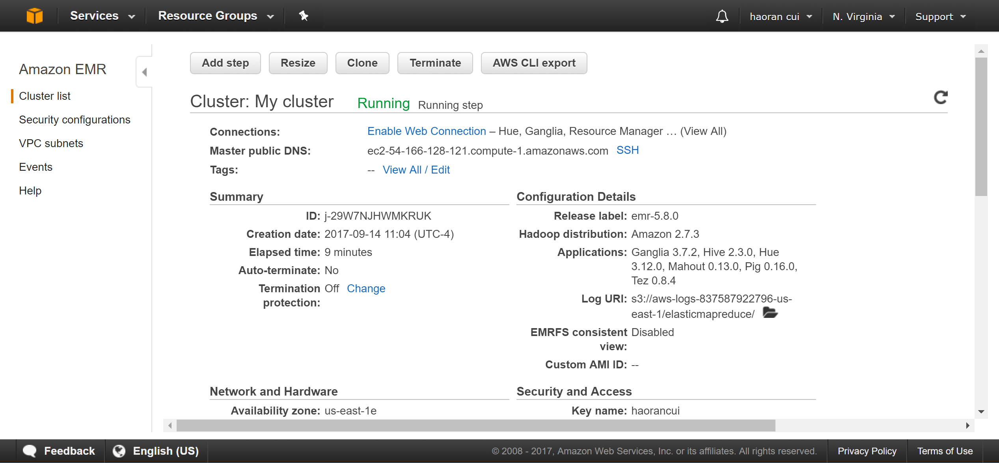 Services
Resource Groups
haoran cui
N. Virginia
Support
Amazon EMR
Cluster list
Security configurations
VPC subnets
Events
Help
Add step
Resize
Clone
Terminate
AWS CLI export
Cluster: My cluster Running Running step
Connections: Enable Web Connection – Hue, Ganglia, Resource Manager … (View All)
Master public DNS: ec2-54-166-128-121.compute-1.amazonaws.com SSH
Tags: -- View All / Edit
Summary
ID: j-29W7NJHWMKRUK
Creation date: 2017-09-14 11:04 (UTC-4)
Elapsed time: 9 minutes
Auto-terminate: No
Termination Off Change
protection:
Configuration Details
Release label: emr-5.8.0
Hadoop distribution: Amazon 2.7.3
Applications: Ganglia 3.7.2, Hive 2.3.0, Hue
3.12.0, Mahout 0.13.0, Pig 0.16.0,
Tez 0.8.4
Log URI: s3://aws-logs-837587922796-us-
east-1/elasticmapreduce/
EMRFS consistent Disabled
view:
Custom AMI ID: --
Network and Hardware
Availability zone: us-east-1e
Security and Access
Key name: haorancui
Feedback
English (US)
© 2008 - 2017, Amazon Web Services, Inc. or its affiliates. All rights reserved.
Privacy Policy
Terms of Use